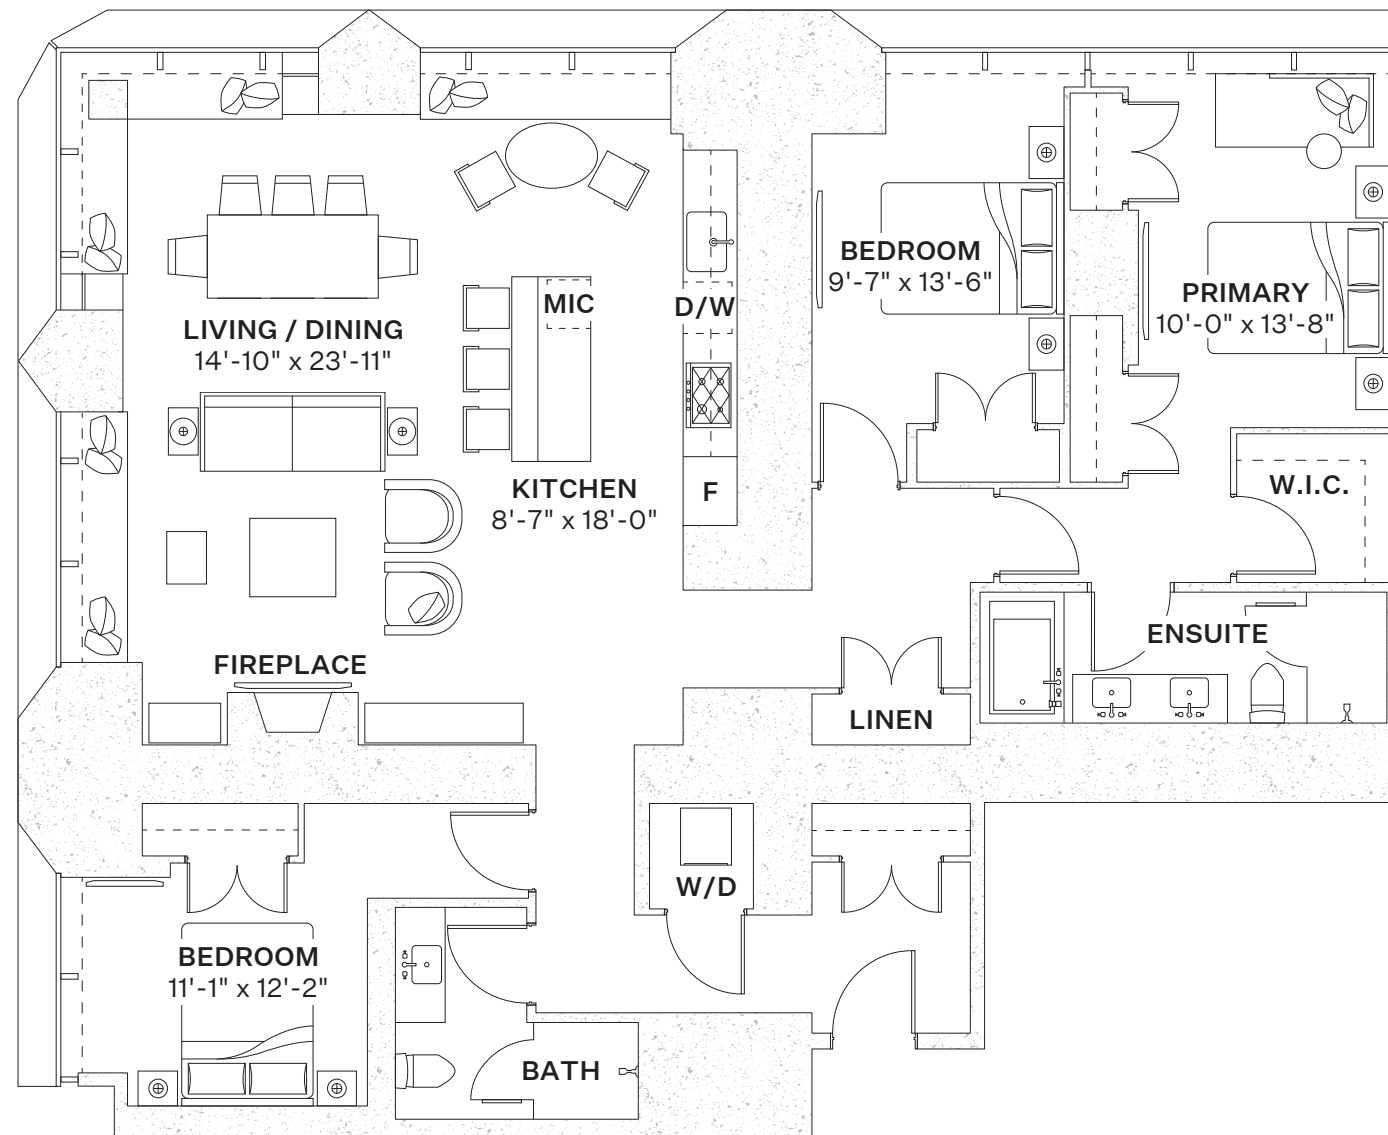 BEDROOM
9'-7" x 13'-6"
PRIMARY
10'-0" x 13'-8"
MIC
D/W
LIVING / DINING
14'-10" x 23'-11"
KITCHEN
8'-7" x 18'-0"
F
W.I.C.
ENSUITE
FIREPLACE
LINEN
W/D
BEDROOM
11'-1" x 12'-2"
BATH